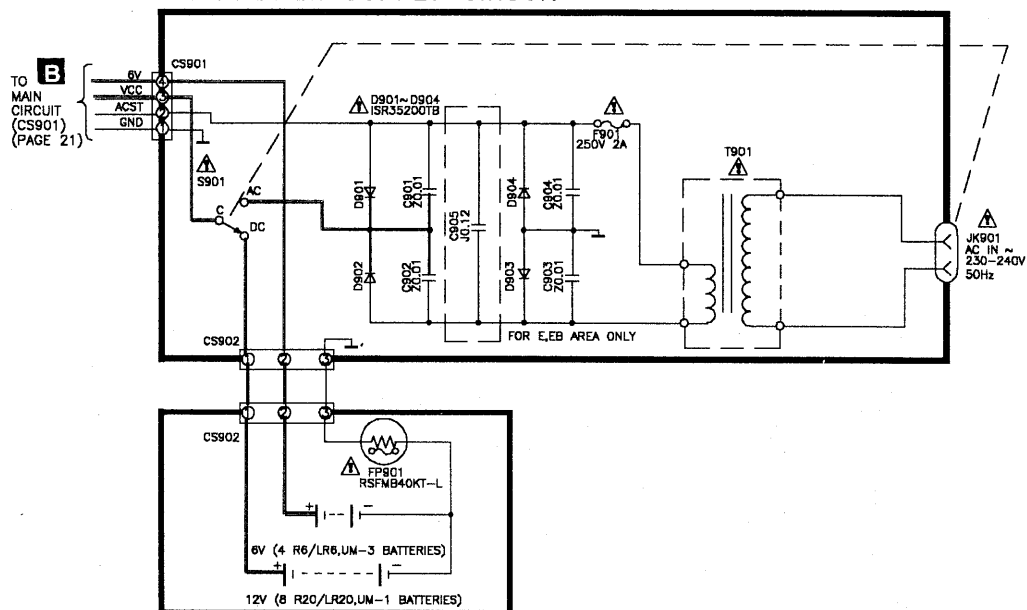 TO B
MAIN
CIRCUIT
(CS901)
(PAGE 21)
6V
VCC
ACST
GND
4
3
2
1
CS901
S901
AC
C
DC
D901~D904
ISR35200TB
D901
D902
C901
Z0.01
C902
Z0.01
C905
J0.12
D904
D903
C904
Z0.01
C903
Z0.01
F901
250V 2A
FOR E,EB AREA ONLY
T901
JK901
AC IN ~
230-240V
50Hz
CS902
1 2 3
1 2 3
CS902
FP901
RSFMB40KT-L
+ -
6V (4 R6/LR6,UM-3 BATTERIES)
+ -
12V (8 R20/LR20,UM-1 BATTERIES)